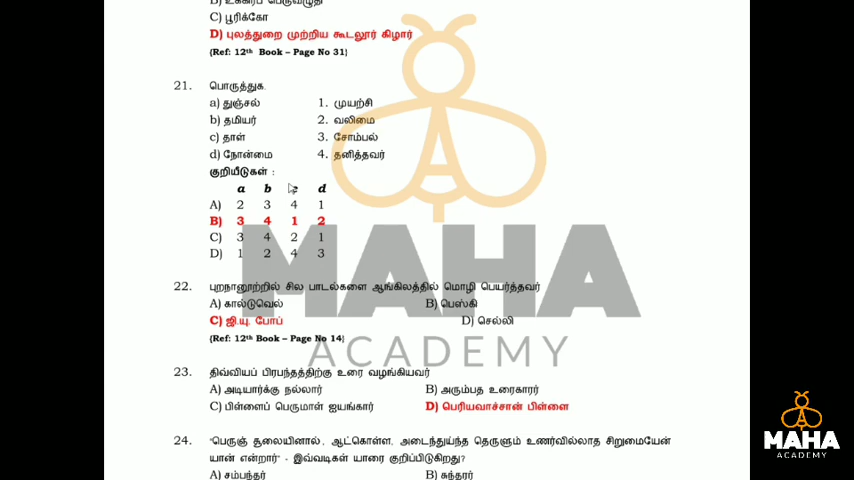 B) உக்கிரப் பெருவழுதி
C) பூரிக்கோ
D) புலத்துறை முற்றிய கூடலூர் கிழார்
(Ref: 12th Book – Page No 31)
21. பொருத்துக.
a) துஞ்சல் 1. முயற்சி
b) தமியர் 2. வலிமை
c) தாள் 3. சோம்பல்
d) நோன்மை 4. தனித்தவர்
குறியீடுகள் :
a b c d
A) 2 3 4 1
B) 3 4 1 2
C) 3 4 2 1
D) 1 2 4 3
22. புறநானூற்றில் சில பாடல்களை ஆங்கிலத்தில் மொழி பெயர்த்தவர்
A) கால்டுவெல் B) பெஸ்கி
C) ஜி.யு. போப் D) செல்லி
(Ref: 12th Book – Page No 14)
23. திவ்வியப் பிரபந்தத்திற்கு உரை வழங்கியவர்
A) அடியார்க்கு நல்லார் B) அரும்பத உரைகாரர்
C) பிள்ளைப் பெருமாள் ஐயங்கார் D) பெரியவாச்சான் பிள்ளை
24. "பெருஞ் சூலையினால், ஆட்கொள்ள, அடைந்துய்ந்த தெருளும் உணர்வில்லாத சிறுமையேன்
யான் என்றார்" - இவ்வடிகள் யாரை குறிப்பிடுகிறது?
A) சம்பந்தர் B) சுந்தரர்
MAHA
ACADEMY
MAHA
ACADEMY